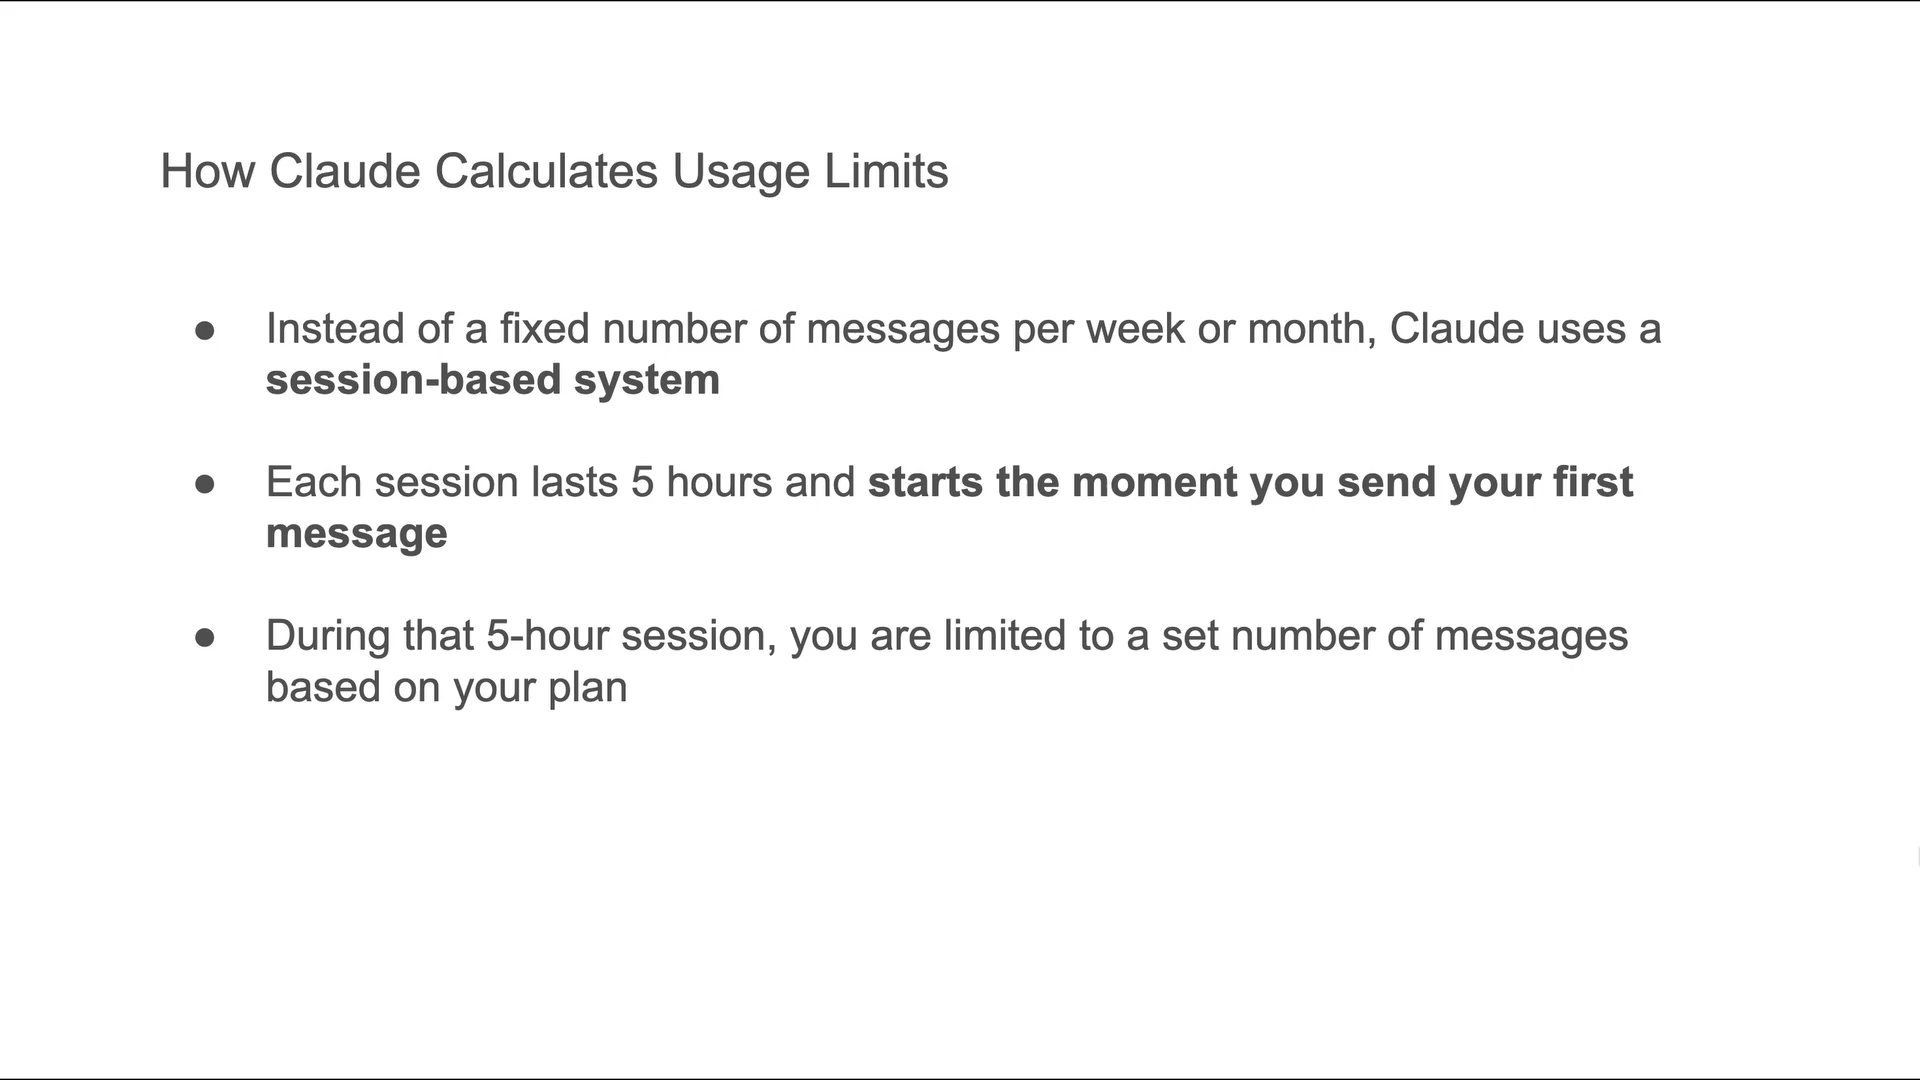 How Claude Calculates Usage Limits
● Instead of a fixed number of messages per week or month, Claude uses a
session-based system
● Each session lasts 5 hours and starts the moment you send your first
message
● During that 5-hour session, you are limited to a set number of messages
based on your plan